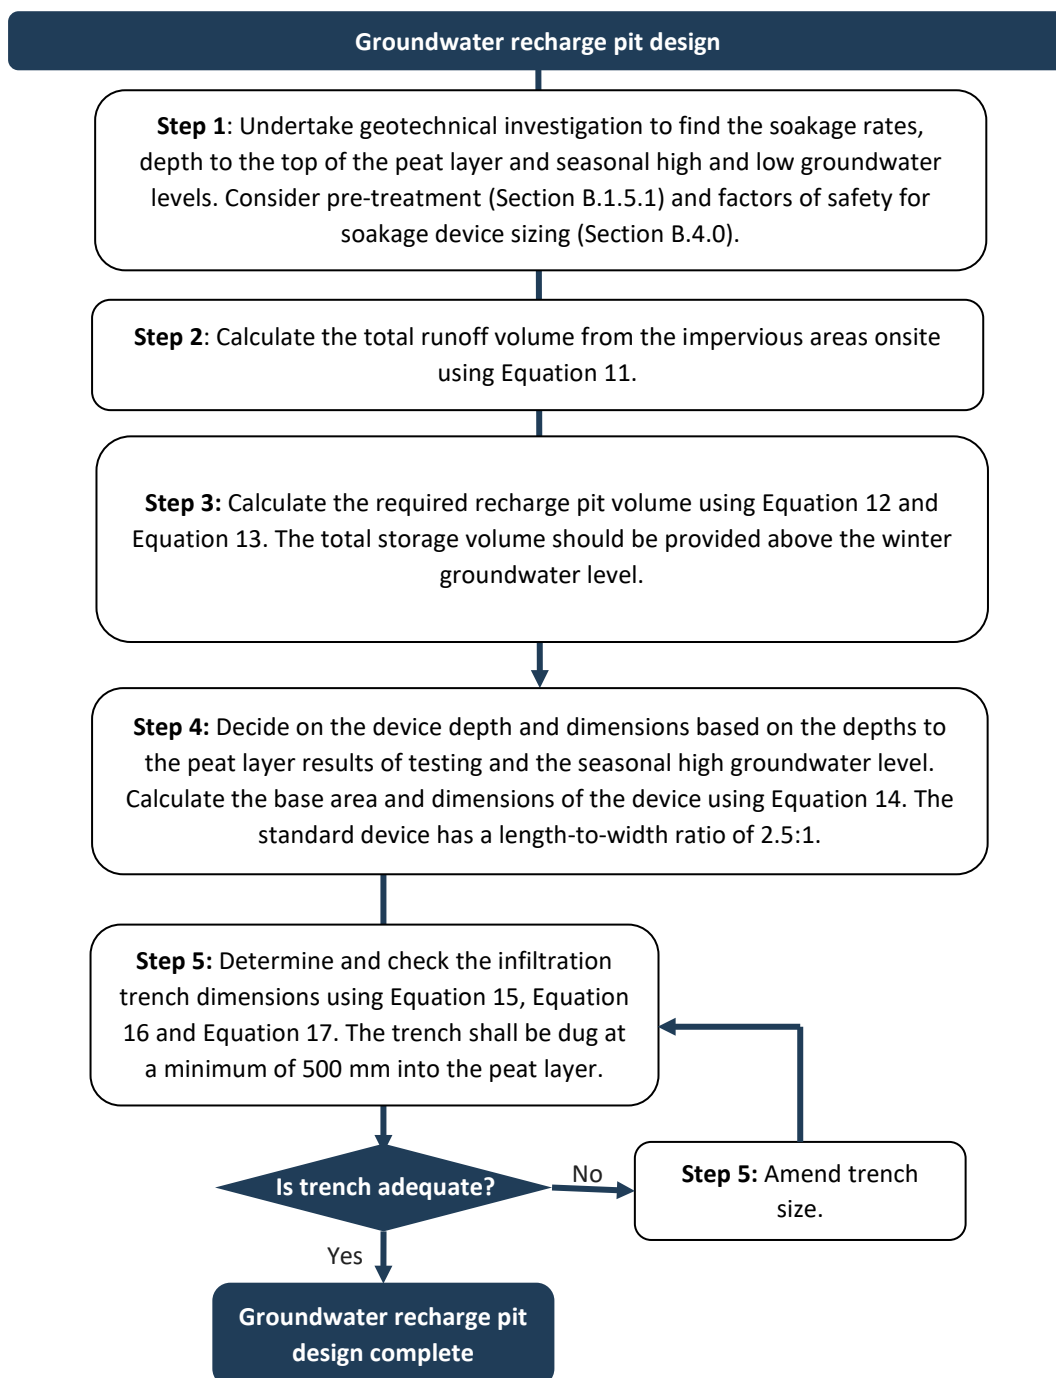 Groundwater recharge pit design
Step 1: Undertake geotechnical investigation to find the soakage rates,
depth to the top of the peat layer and seasonal high and low groundwater
levels. Consider pre-treatment (Section B.1.5.1) and factors of safety for
soakage device sizing (Section B.4.0).
Step 2: Calculate the total runoff volume from the impervious areas onsite
using Equation 11.
Step 3: Calculate the required recharge pit volume using Equation 12 and
Equation 13. The total storage volume should be provided above the winter
groundwater level.
Step 4: Decide on the device depth and dimensions based on the depths to
the peat layer results of testing and the seasonal high groundwater level.
Calculate the base area and dimensions of the device using Equation 14. The
standard device has a length-to-width ratio of 2.5:1.
Step 5: Determine and check the infiltration
trench dimensions using Equation 15, Equation
16 and Equation 17. The trench shall be dug at
a minimum of 500 mm into the peat layer.
Is trench adequate?
No
Step 5: Amend trench
size.
Yes
Groundwater recharge pit
design complete